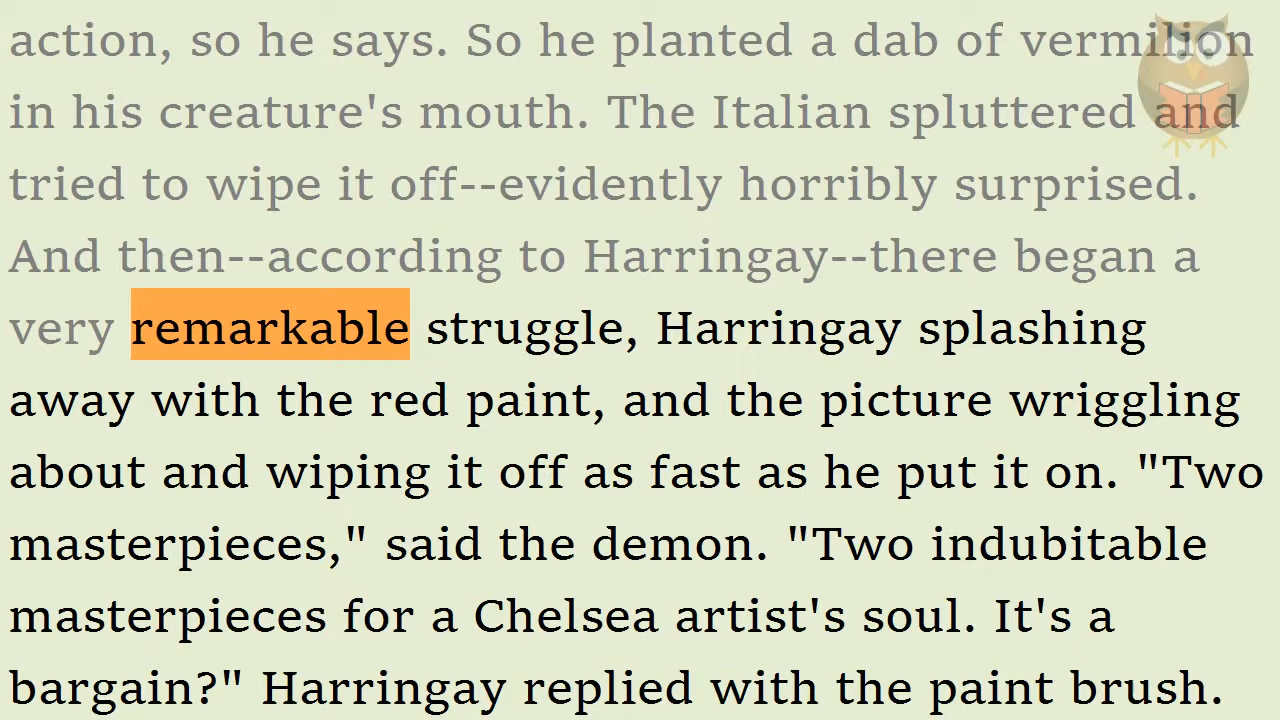 action, so he says. So he planted a dab of vermilion
in his creature's mouth. The Italian spluttered and
tried to wipe it off--evidently horribly surprised.
And then--according to Harringay--there began a
very remarkable struggle, Harringay splashing
away with the red paint, and the picture wriggling
about and wiping it off as fast as he put it on. "Two
masterpieces," said the demon. "Two indubitable
masterpieces for a Chelsea artist's soul. It's a
bargain?" Harringay replied with the paint brush.